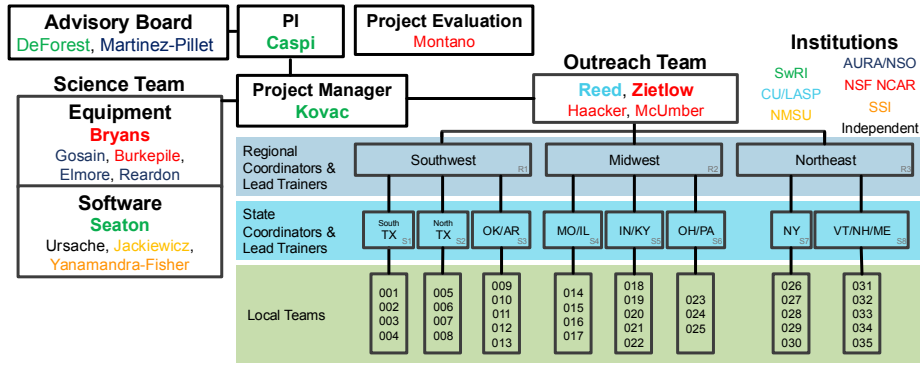 Advisory Board
DeForest, Martinez-Pillet
PI
Caspi
Project Evaluation
Montano
Institutions
SwRI
AURA/NSO
CU/LASP
NSF NCAR
NMSU
SSI
Independent
Science Team
Equipment
Bryans
Gosain, Burkepile,
Elmore, Reardon
Software
Seaton
Ursache, Jackiewicz,
Yanamandra-Fisher
Project Manager
Kovac
Outreach Team
Reed, Zietlow
Haacker, McUmber
Regional
Coordinators &
Lead Trainers
Southwest
R1
Midwest
R2
Northeast
R3
State
Coordinators &
Lead Trainers
South
TX
S1
North
TX
S2
OK/AR
S3
MO/IL
S4
IN/KY
S5
OH/PA
S6
NY
S7
VT/NH/ME
S8
Local Teams
001
002
003
004
005
006
007
008
009
010
011
012
013
014
015
016
017
018
019
020
021
022
023
024
025
026
027
028
029
030
031
032
033
034
035